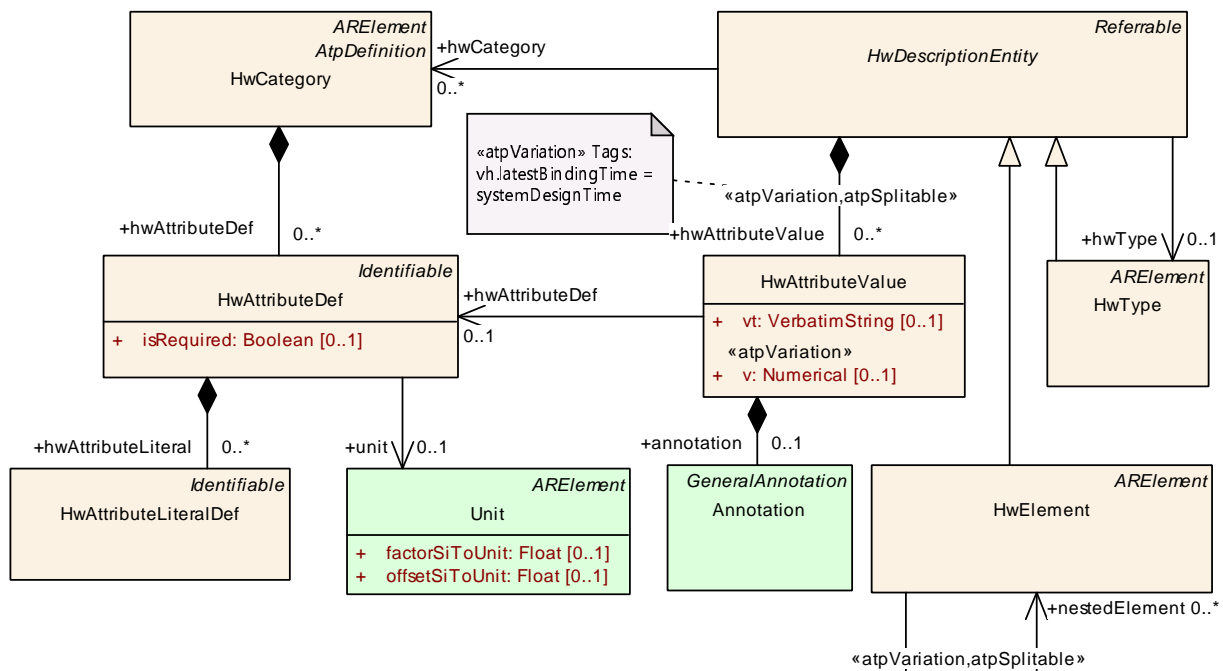 ARElement
AtpDefinition
HwCategory
+hwCategory
0..*
Referrable
HwDescriptionEntity
«atpVariation» Tags:
vh.latestBindingTime =
systemDesignTime
«atpVariation,atpSplitable»
+hwAttributeDef
0..*
+hwAttributeValue
0..*
+hwType
0..1
Identifiable
HwAttributeDef
+ isRequired: Boolean [0..1]
+hwAttributeDef
0..1
HwAttributeValue
+ vt: VerbatimString [0..1]
«atpVariation»
+ v: Numerical [0..1]
ARElement
HwType
+hwAttributeLiteral
0..*
+unit
0..1
+annotation
0..1
Identifiable
HwAttributeLiteralDef
ARElement
Unit
+ factorSiToUnit: Float [0..1]
+ offsetSiToUnit: Float [0..1]
GeneralAnnotation
Annotation
ARElement
HwElement
+nestedElement 0..*
«atpVariation,atpSplitable»